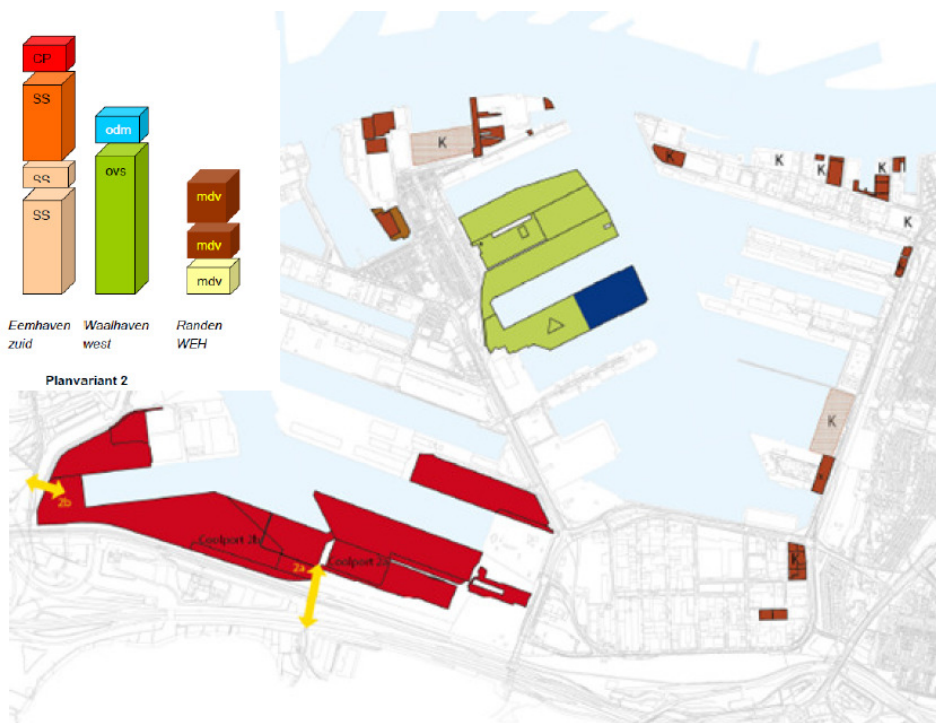 CP
SS
SS
SS
odm
ovs
mdv
mdv
mdv
Eemhaven
zuid
Waalhaven
west
Randen
WEH
Planvariant 2
K
K
K
K
K
K
K
K
2b
Coolport 2b
2a
Coolport 2a